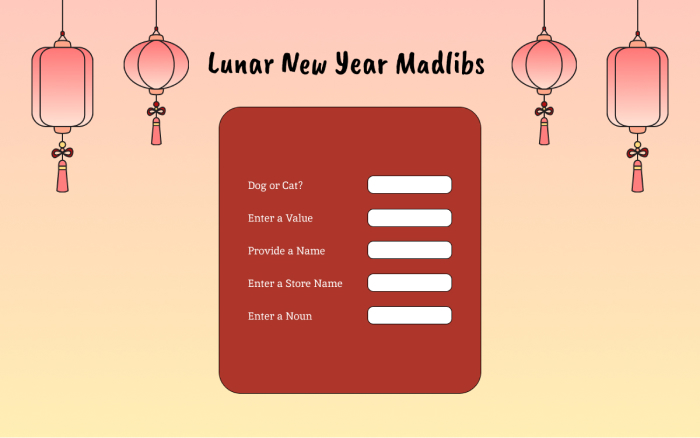 Lunar New Year Madlibs
Dog or Cat?
Enter a Value
Provide a Name
Enter a Store Name
Enter a Noun